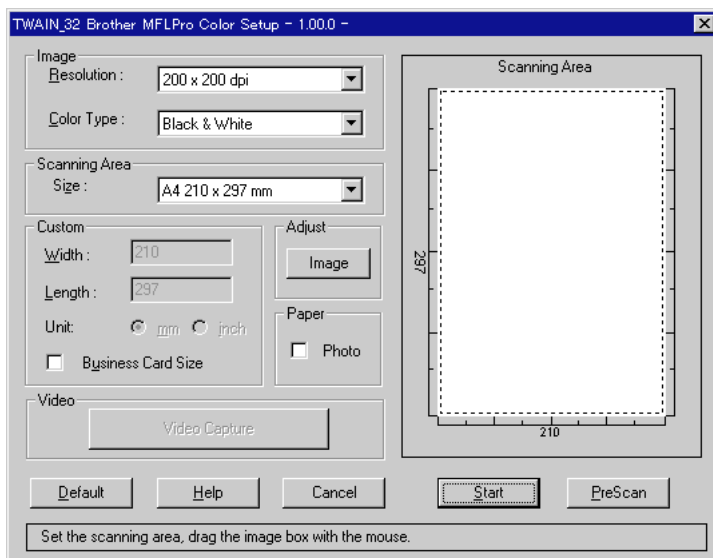 TWAIN_32 Brother MFLPro Color Setup - 1.00.0 -
Image
Resolution :
200 x 200 dpi
Color Type :
Black & White
Scanning Area
Size :
A4 210 x 297 mm
Custom
Width :
210
Length :
297
Unit:
mm
inch
Business Card Size
Adjust
Image
Paper
Photo
Video
Video Capture
Scanning Area
297
210
Default
Help
Cancel
Start
PreScan
Set the scanning area, drag the image box with the mouse.